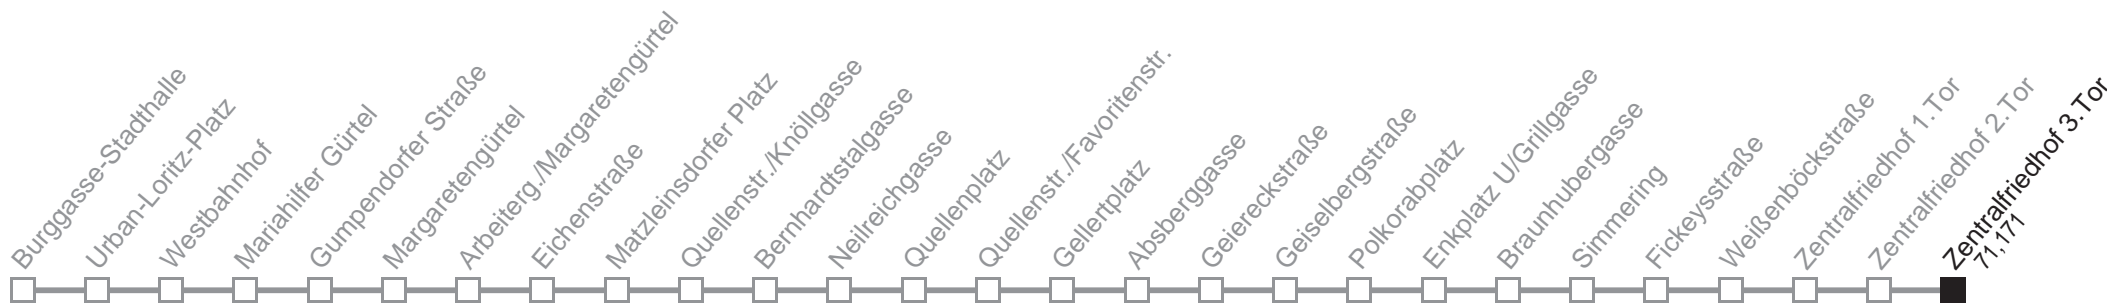 Burggasse-Stadthalle
Urban-Loritz-Platz
Westbahnhof
Mariahilfer Gürtel
Gumpendorfer Straße
Margaretengürtel
Arbeiterg./Margaretengürtel
Eichenstraße
Matzleinsdorfer Platz
Quellenstr./Knöllgasse
Bernhardtstalgasse
Neilreichgasse
Quellenplatz
Quellenstr./Favoritenstr.
Gellertplatz
Absberggasse
Geiereckstraße
Geiselbergstraße
Polkorabplatz
Enkplatz U/Grillgasse
Braunhubergasse
Simmering
Fickeysstraße
Weißenböckstraße
Zentralfriedhof 1.Tor
Zentralfriedhof 2.Tor
Zentralfriedhof 3.Tor
71,171